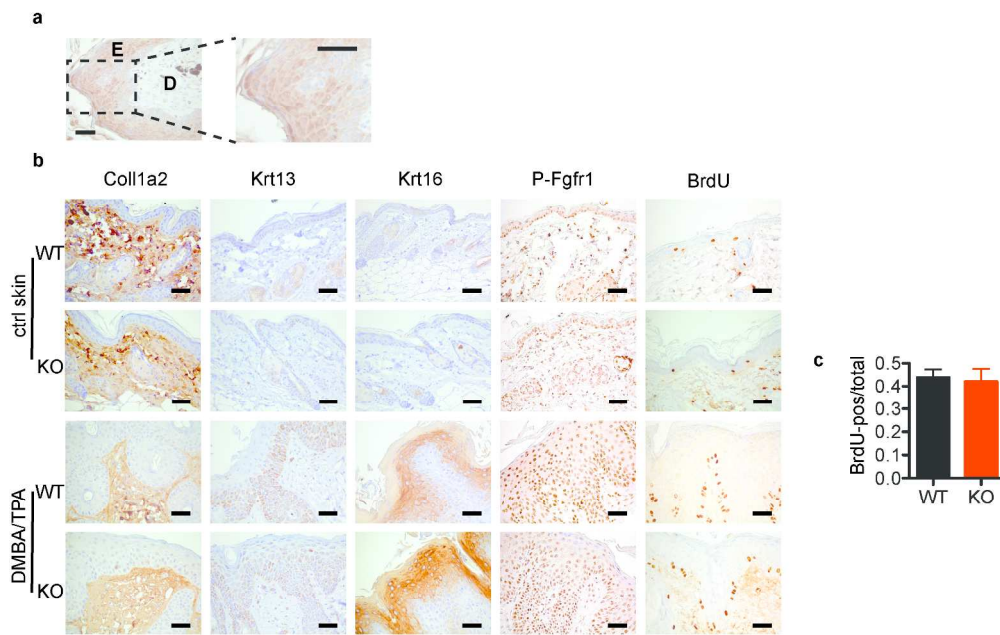 a
E
D
b
Coll1a2 Krt13 Krt16 P-Fgfr1 BrdU
ctrl skin
WT
KO
DMBA/TPA
WT
KO
c
BrdU-pos/total
0.5
0.4
0.3
0.2
0.1
0.0
WT KO